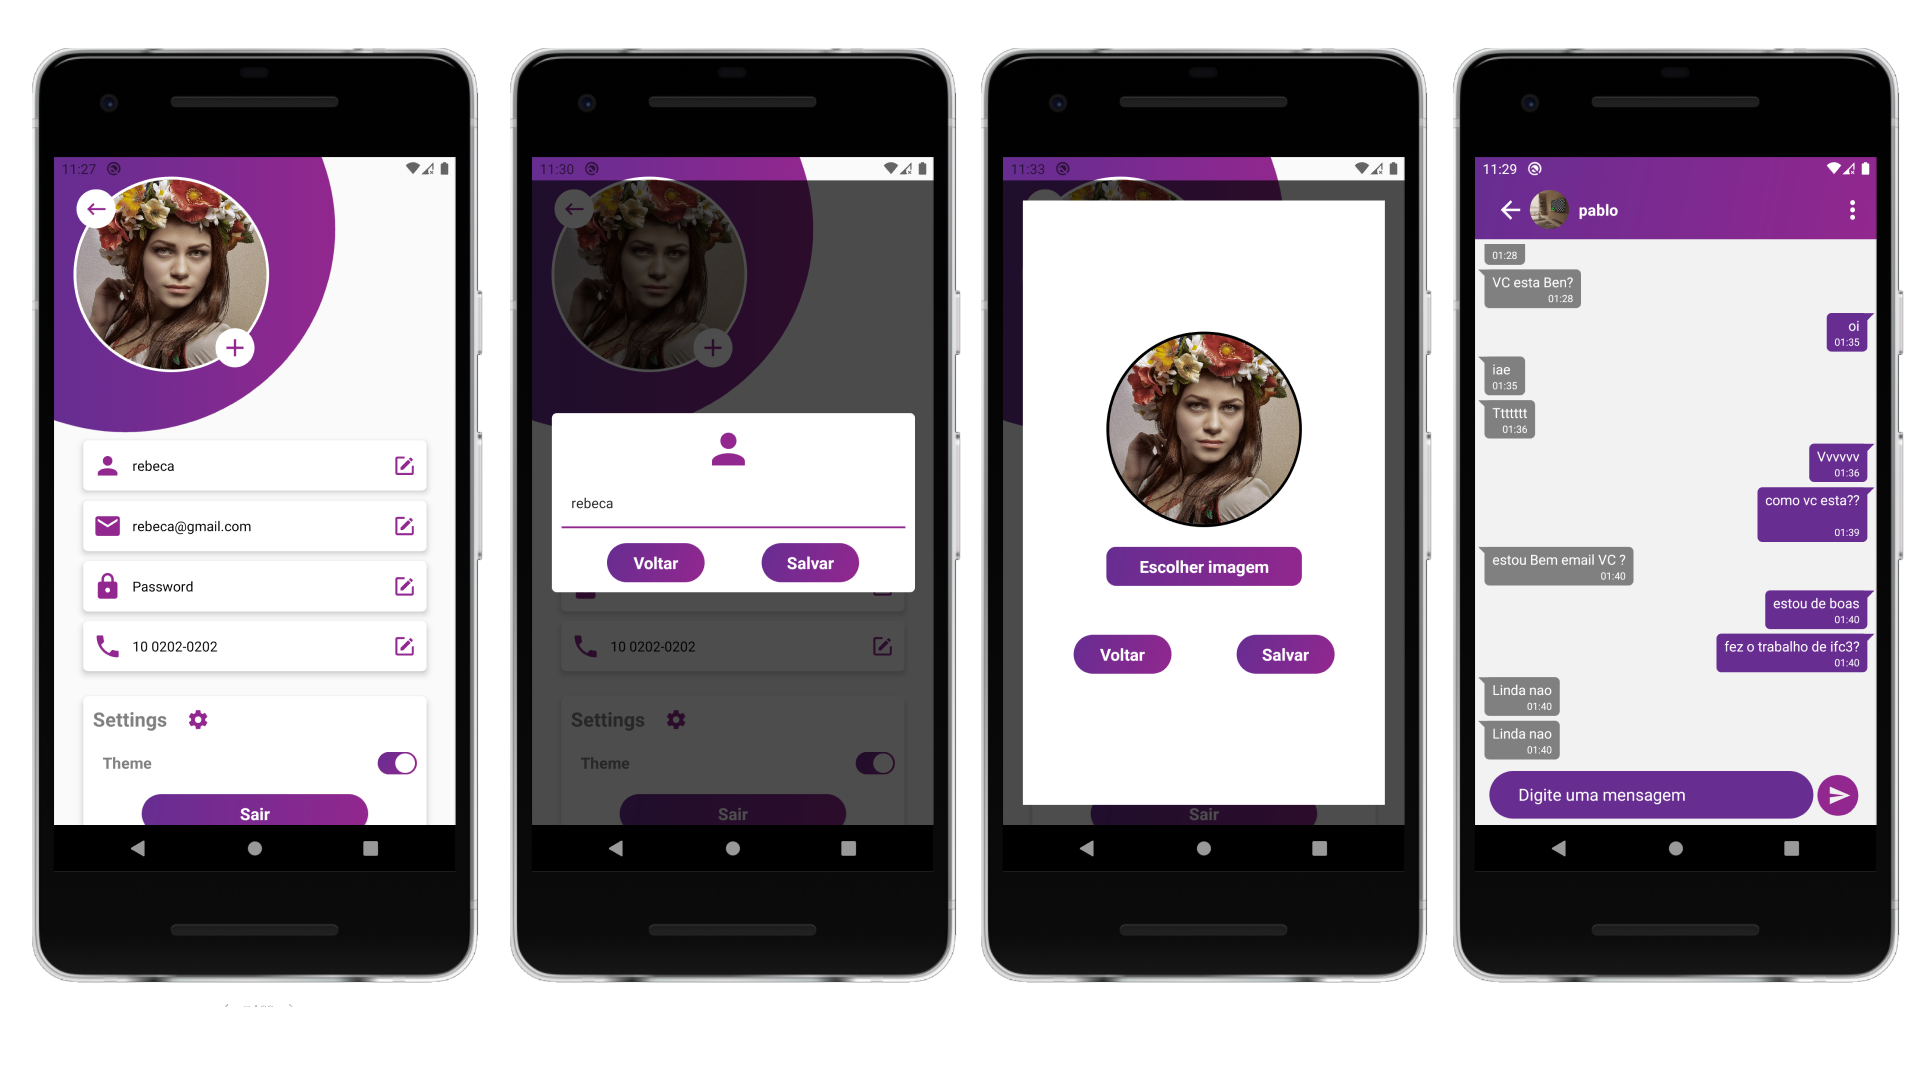 11:27
rebeca
rebeca@gmail.com
Password
10 0202-0202
Settings
Theme
Sair
11:30
rebeca
Voltar
Salvar
10 0202-0202
Settings
Theme
Sair
11:33
Escolher imagem
Voltar
Salvar
Sair
11:29
pablo
01:28
VC esta Ben?
01:28
oi
01:35
iae
01:35
Ttttttt
01:36
Vvvvvv
01:36
como vc esta??
01:39
estou Bem email VC ?
01:40
estou de boas
01:40
fez o trabalho de ifc3?
01:40
Linda nao
01:40
Linda nao
01:40
Digite uma mensagem